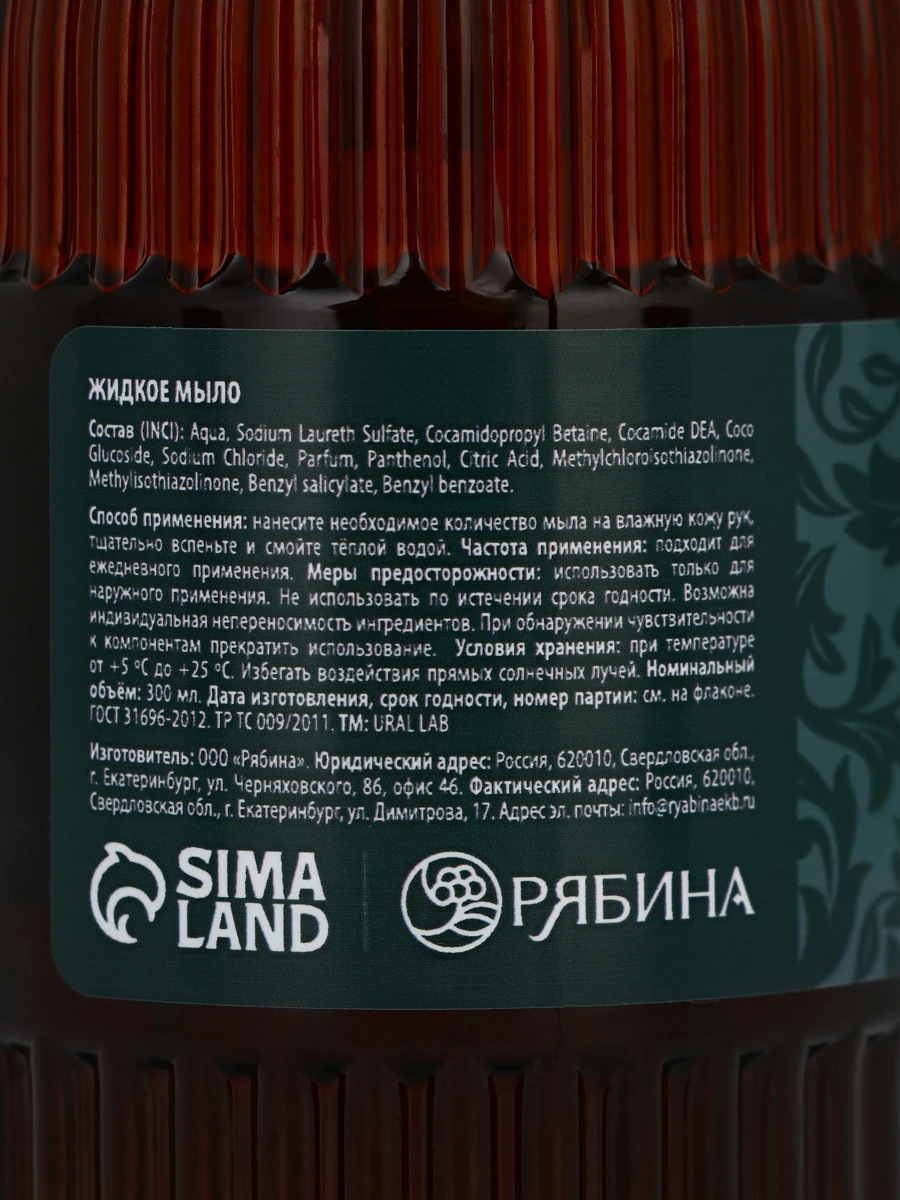 ЖИДКОЕ МЫЛО
Состав (INCI): Aqua, Sodium Laureth Sulfate, Cocamidopropyl Betaine, Cocamide DEA, Coco
Glucoside, Sodium Chloride, Parfum, Panthenol, Citric Acid, Methylchloroisothiazolinone,
Methylisothiazolinone, Benzyl salicylate, Benzyl benzoate.
Способ применения: нанесите необходимое количество мыла на влажную кожу рук,
тщательно вспеньте и смойте тёплой водой. Частота применения: подходит для
ежедневного применения. Меры предосторожности: использовать только для
наружного применения. Не использовать по истечении срока годности. Возможна
индивидуальная непереносимость ингредиентов. При обнаружении чувствительности
к компонентам прекратить использование. Условия хранения: при температуре
от +5 °С до +25 °С. Избегать воздействия прямых солнечных лучей. Номинальный
объём: 300 мл. Дата изготовления, срок годности, номер партии: см. на флаконе.
ГОСТ 31696-2012. ТР ТС 009/2011. ТМ: URAL LAB
Изготовитель: ООО «Рябина». Юридический адрес: Россия, 620010, Свердловская обл.,
г. Екатеринбург, ул. Черняховского, 86, офис 46. Фактический адрес: Россия, 620010,
Свердловская обл., г. Екатеринбург, ул. Димитрова, 17. Адрес эл. почты: info@ryabinaekb.ru
SIMA
LAND
РЯБИНА